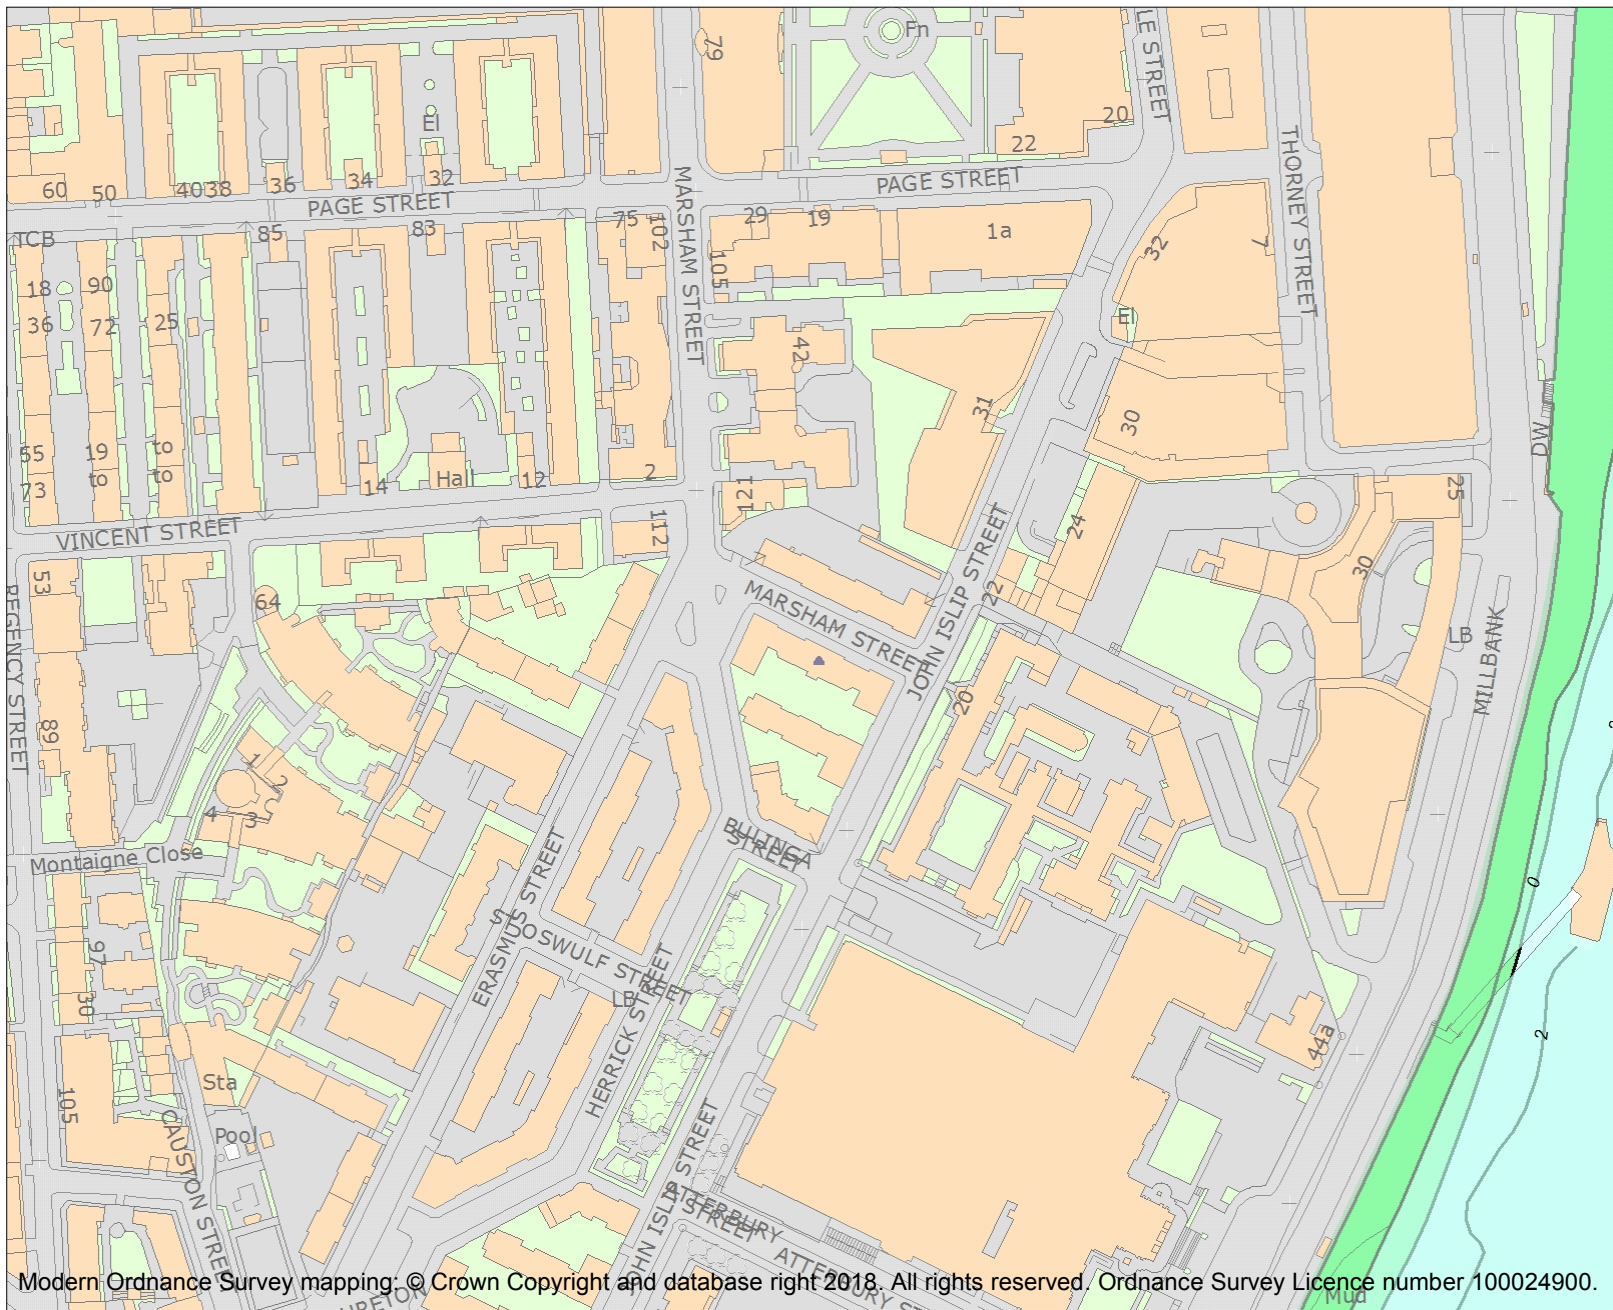 Fn
79
LE STREET
20
22
El
THORNEY STREET
60
50
40
38
36
34
32
PAGE STREET
MARSHAM STREET
PAGE STREET
TCB
85
83
75
102
29
19
1a
32
7
105
18
90
36
72
25
El
42
31
30
DW
55
19
to
73
to
to
Hall
14
12
2
121
25
VINCENT STREET
112
24
JOHN ISLIP STREET
30
53
REGENCY STREET
64
MARSHAM STREET
22
LB
MILLBANK
20
89
1
2
3
4
5
BULINGA
STREET
Montaigne Close
ERASMUS STREET
ST OSWULF STREET
0
97
30
LB
HERRICK STREET
2
44a
Sta
105
CAUSTON STREET
Pool
JOHN ISLIP STREET
ATTERBURY
STREET
ATTERBURY ST
Modern Ordnance Survey mapping: © Crown Copyright and database right 2018. All rights reserved. Ordnance Survey Licence number 100024900.
URETON
Mud